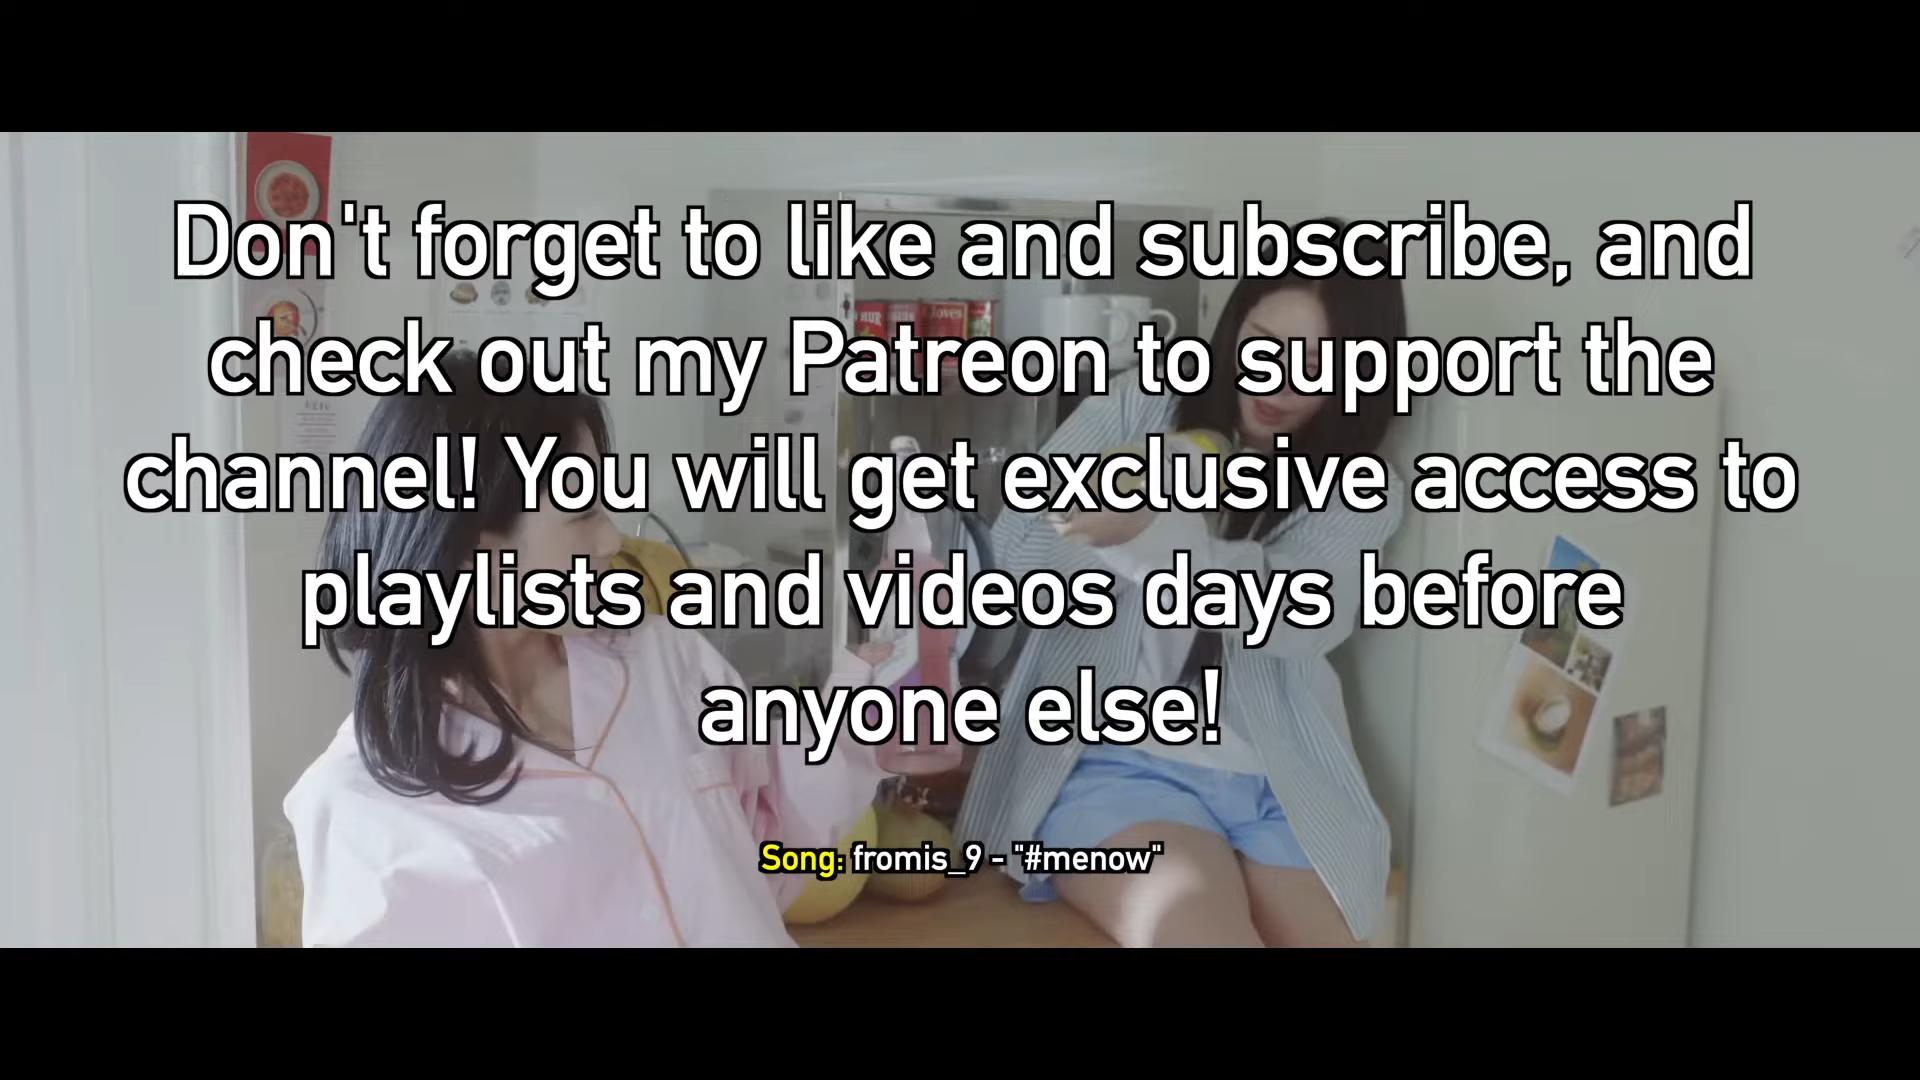 Don't forget to like and subscribe, and
check out my Patreon to support the
channel! You will get exclusive access to
playlists and videos days before
anyone else!
Song: fromis_9 - "#menow"